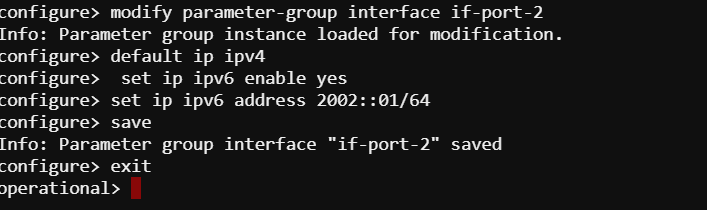 configure> modify parameter-group interface if-port-2
Info: Parameter group instance loaded for modification.
configure> default ip ipv4
configure>  set ip ipv6 enable yes
configure> set ip ipv6 address 2002::01/64
configure> save
Info: Parameter group interface "if-port-2" saved
configure> exit
operational>